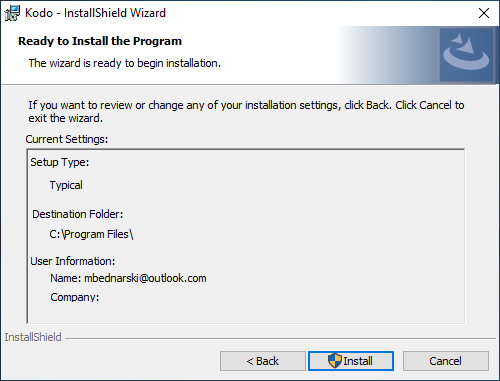 Kodo - InstallShield Wizard
Ready to Install the Program
The wizard is ready to begin installation.
If you want to review or change any of your installation settings, click Back. Click Cancel to
exit the wizard.
Current Settings:
Setup Type:
Typical
Destination Folder:
C:\Program Files\
User Information:
Name: mbednarski@outlook.com
Company:
InstallShield
< Back
Install
Cancel